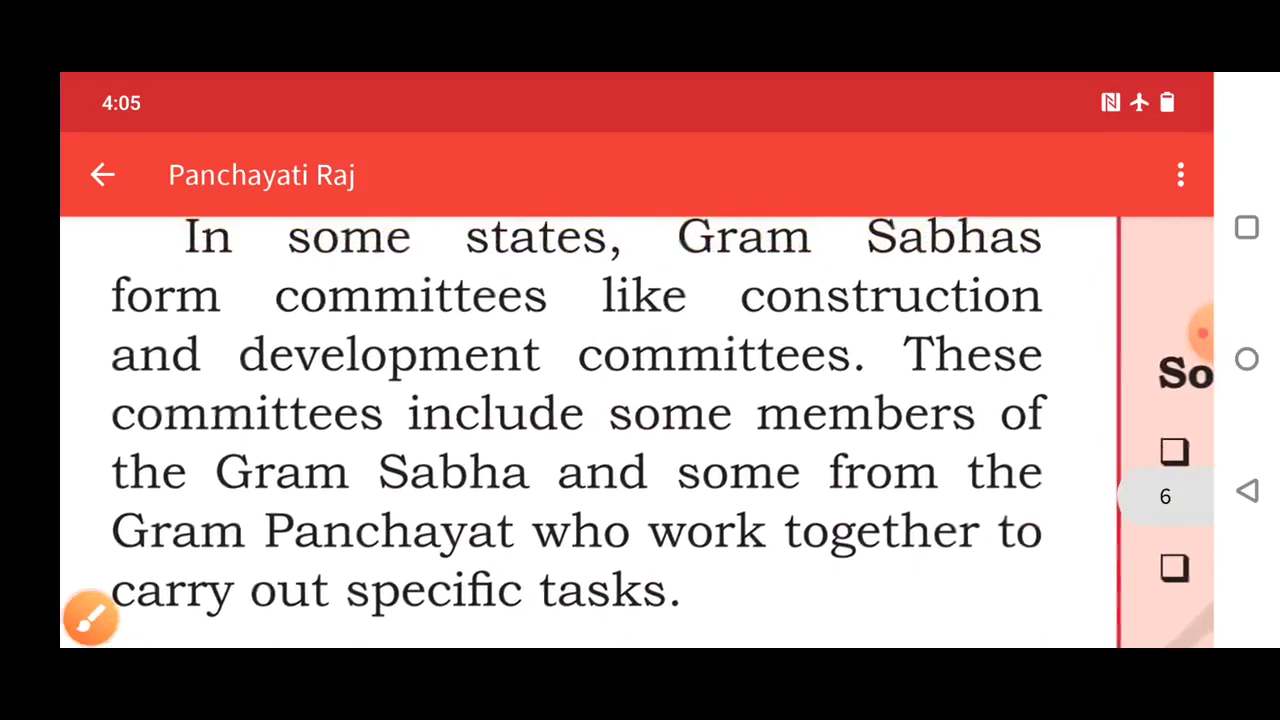 4:05
Panchayati Raj
In some states, Gram Sabhas
form committees like construction
and development committees. These
committees include some members of
the Gram Sabha and some from the
Gram Panchayat who work together to
carry out specific tasks.
So
6